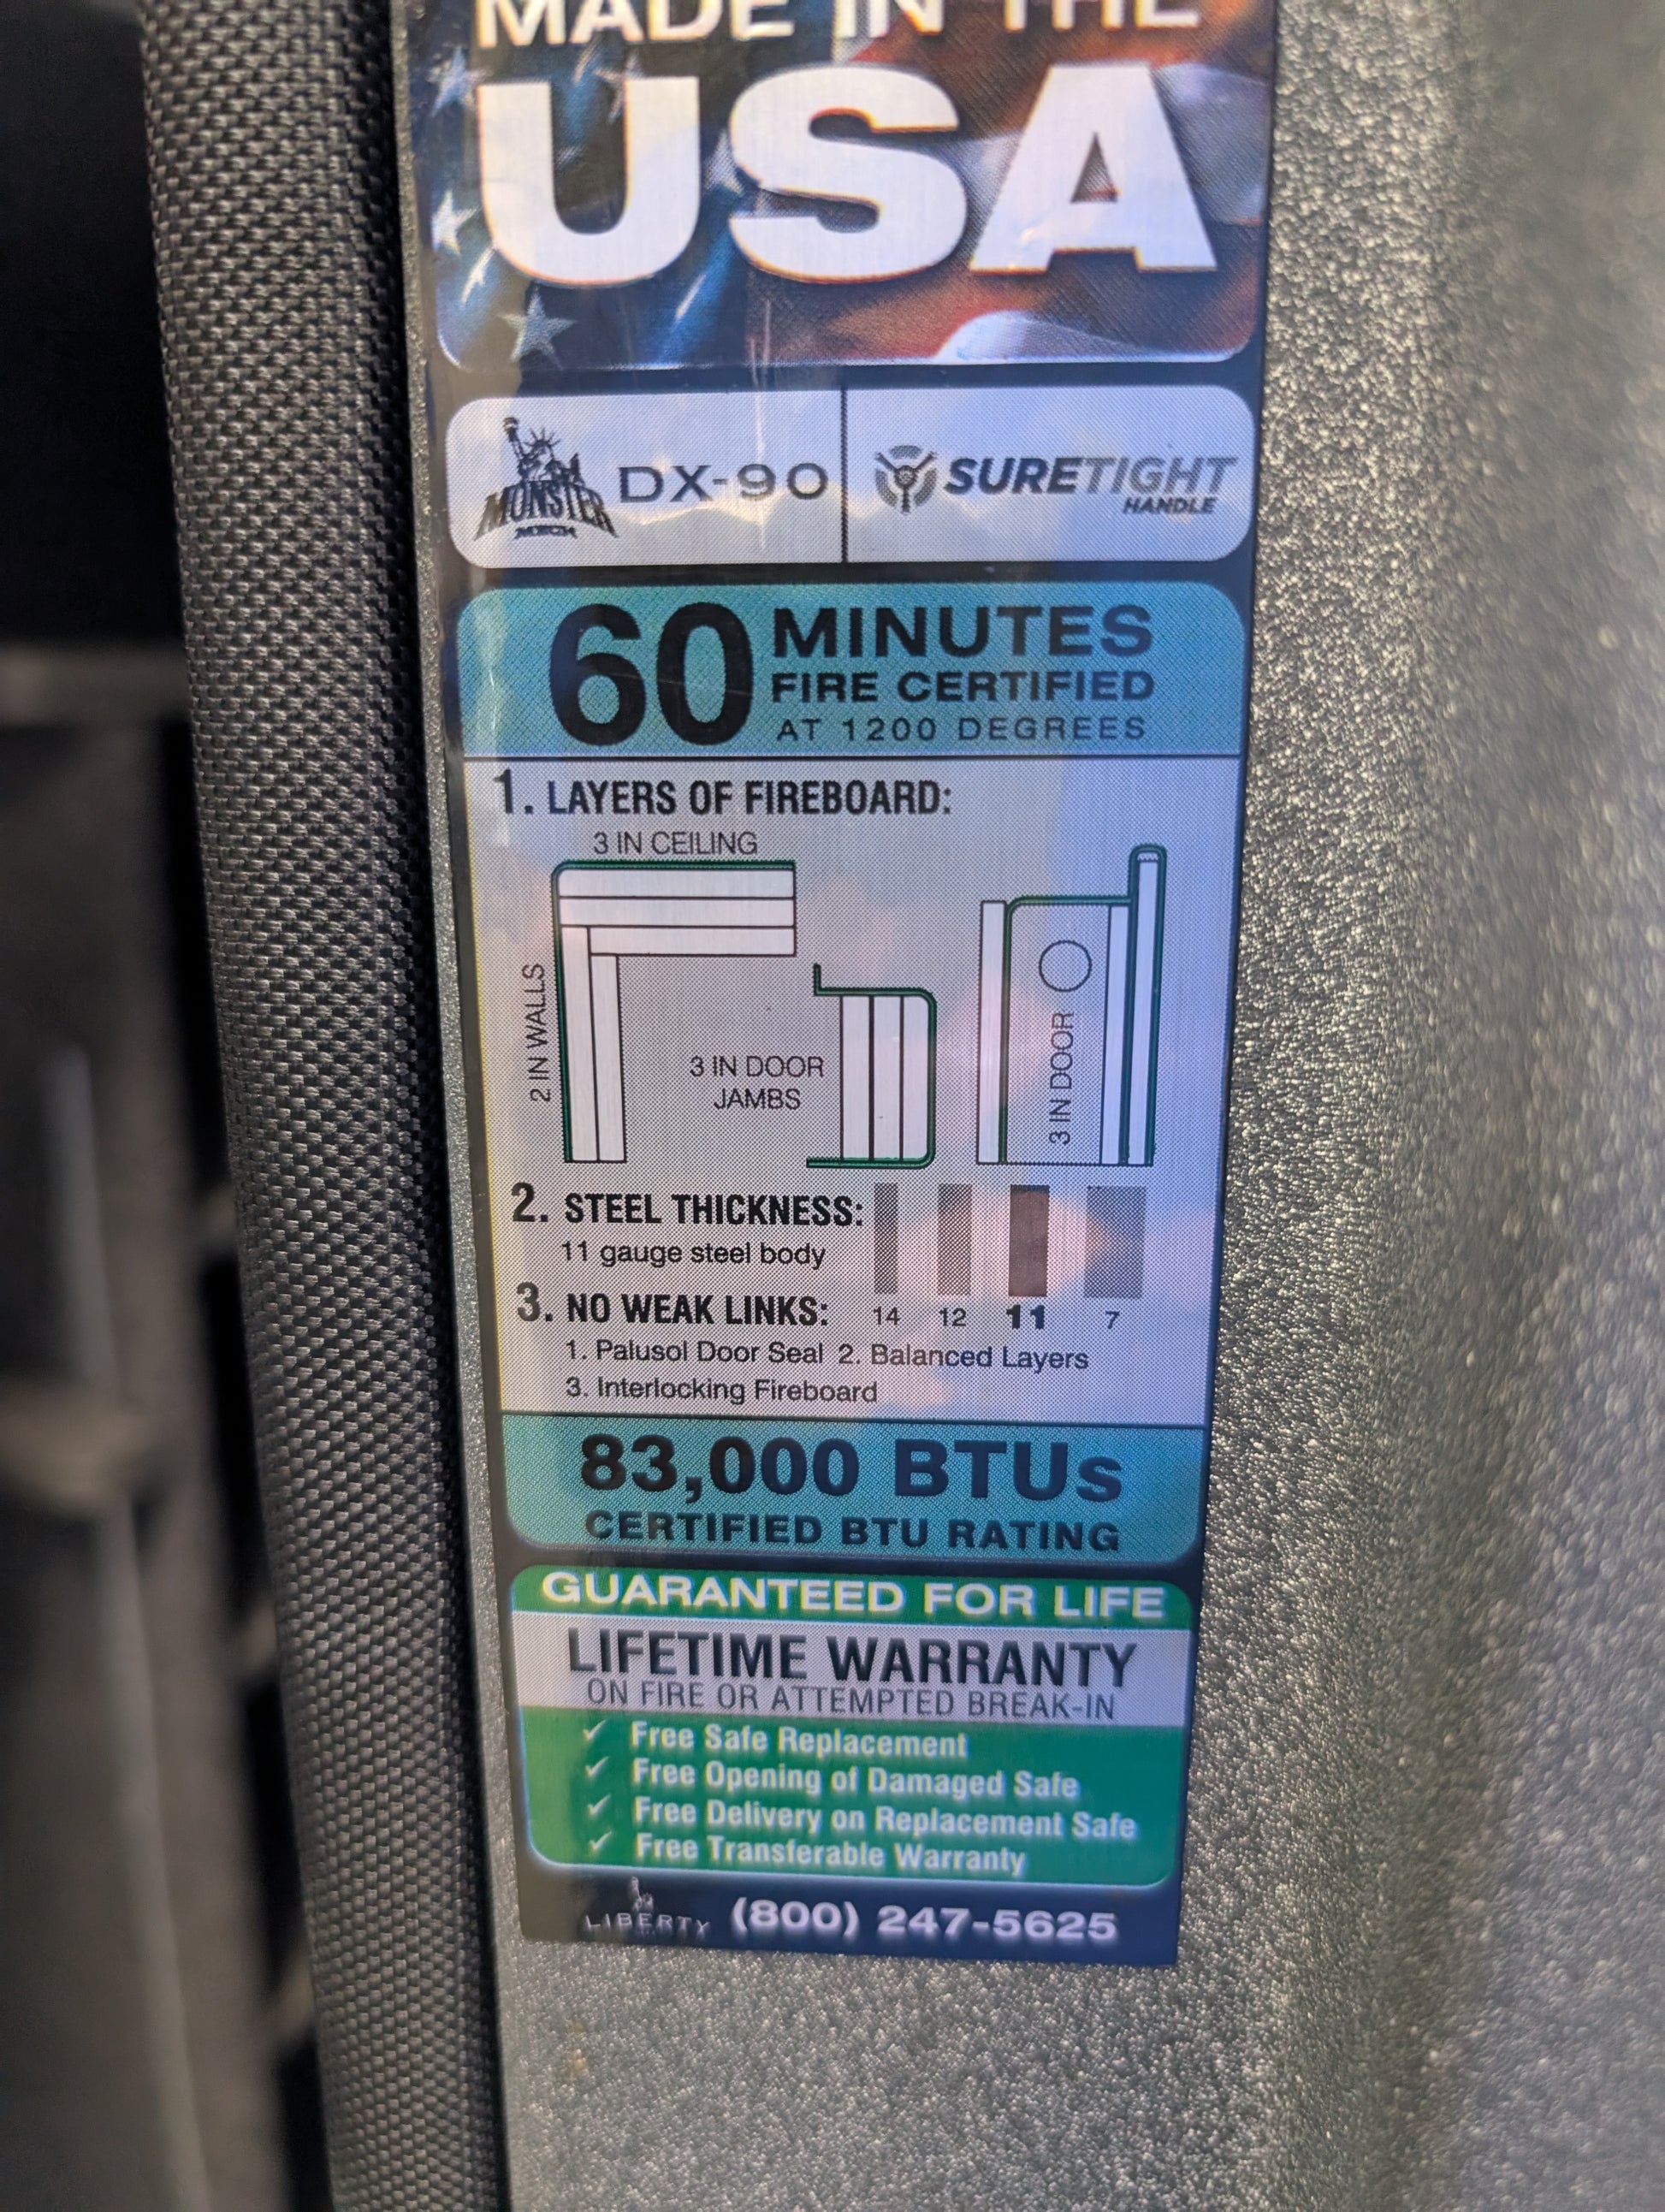 MADE IN THE
USA
MONSTER
DX-90
SURETIGHT
HANDLE
60 MINUTES
FIRE CERTIFIED
AT 1200 DEGREES
1. LAYERS OF FIREBOARD:
3 IN CEILING
2 IN WALLS
3 IN DOOR
JAMBS
3 IN DOOR
2. STEEL THICKNESS:
11 gauge steel body
14 12 11 7
3. NO WEAK LINKS:
1. Palusol Door Seal 2. Balanced Layers
3. Interlocking Fireboard
83,000 BTUs
CERTIFIED BTU RATING
GUARANTEED FOR LIFE
LIFETIME WARRANTY
ON FIRE OR ATTEMPTED BREAK-IN
✓ Free Safe Replacement
✓ Free Opening of Damaged Safe
✓ Free Delivery on Replacement Safe
✓ Free Transferable Warranty
LIBERTY (800) 247-5625